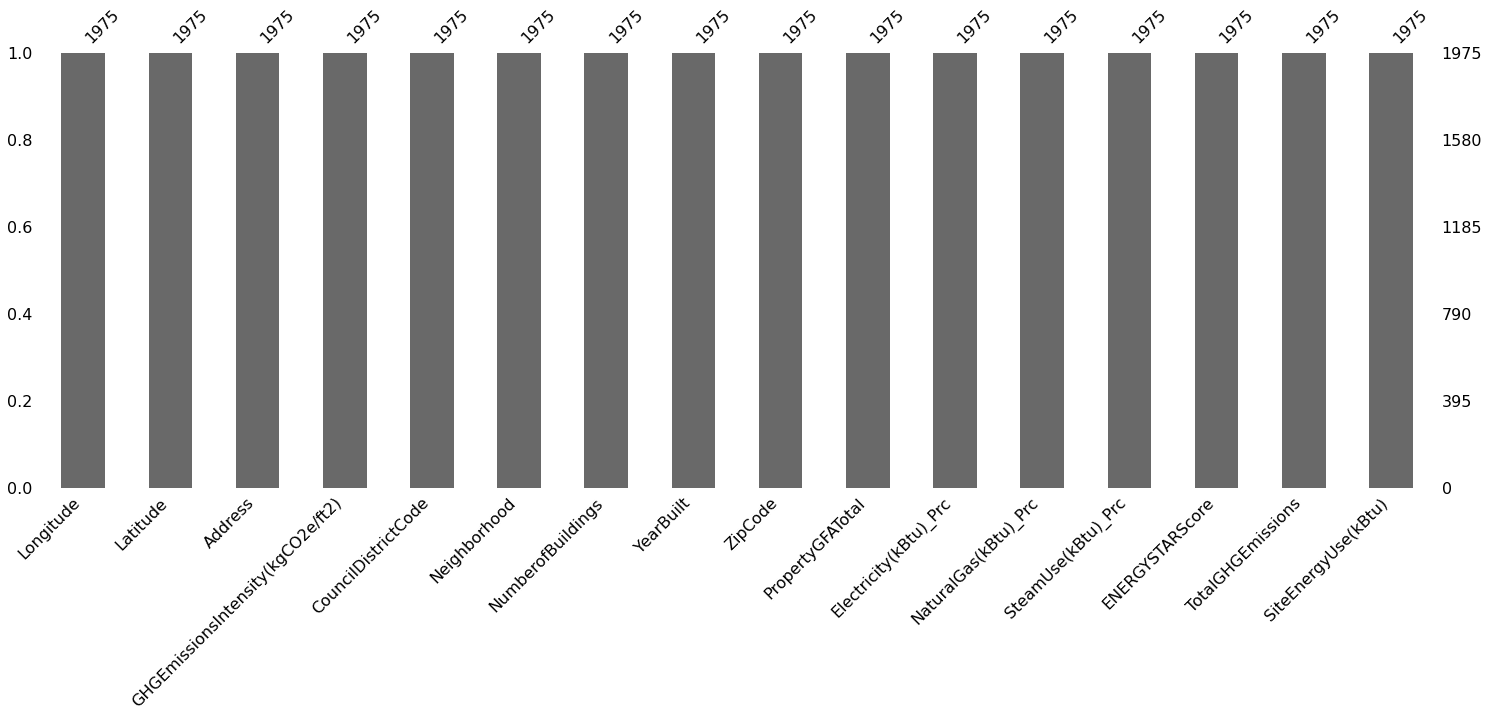 1975 1975 1975 1975 1975 1975 1975 1975 1975 1975 1975 1975 1975 1975 1975 1975
1.0 1975
0.8 1580
0.6 1185
0.4 790
0.2 395
0.0 0
Longitude
Latitude
Address
GHGEmissionsIntensity(kgCO2e/ft2)
CouncilDistrictCode
Neighborhood
NumberofBuildings
YearBuilt
ZipCode
PropertyGFATotal
Electricity(kBtu)_Prc
NaturalGas(kBtu)_Prc
SteamUse(kBtu)_Prc
ENERGYSTARScore
TotalGHGEmissions
SiteEnergyUse(kBtu)